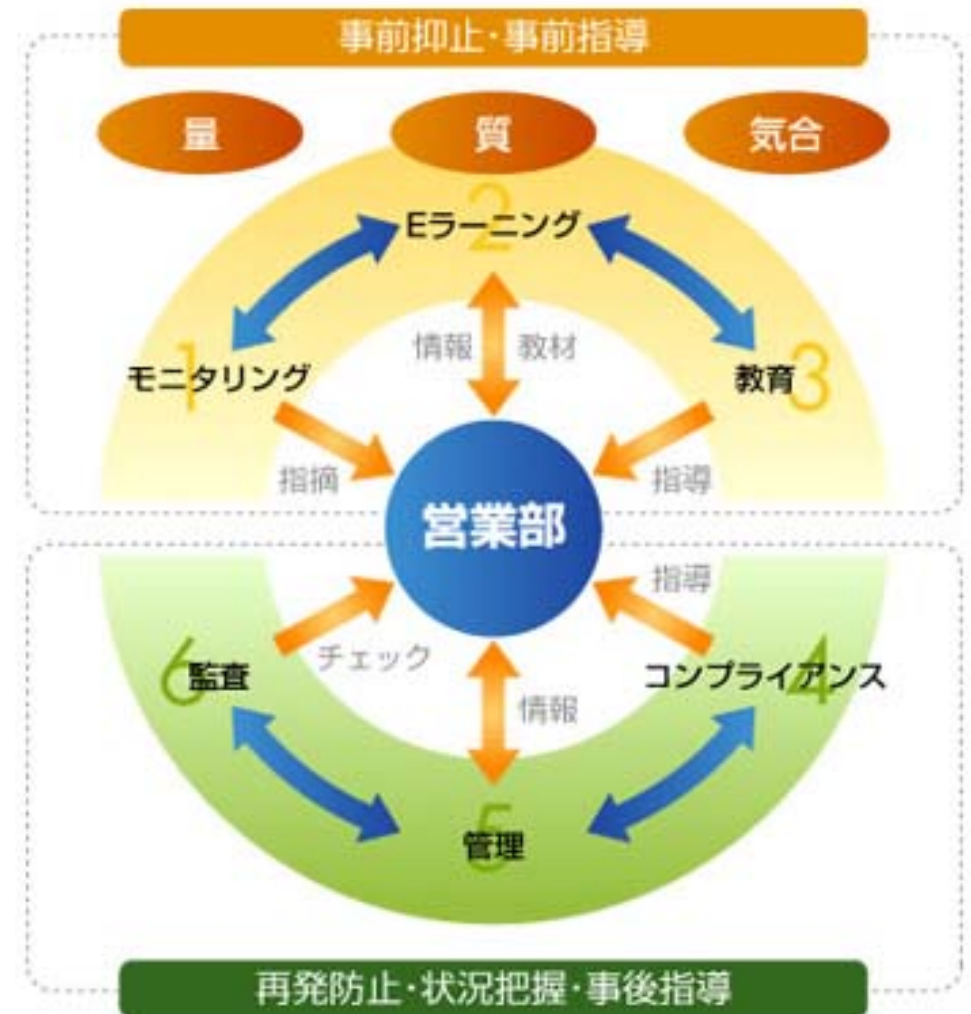 事前抑止・事前指導
量
質
気合
2
Eラーニング
情報
教材
1
モニタリング
3
教育
指摘
指導
営業部
指導
チェック
6
監査
4
コンプライアンス
情報
5
管理
再発防止・状況把握・事後指導